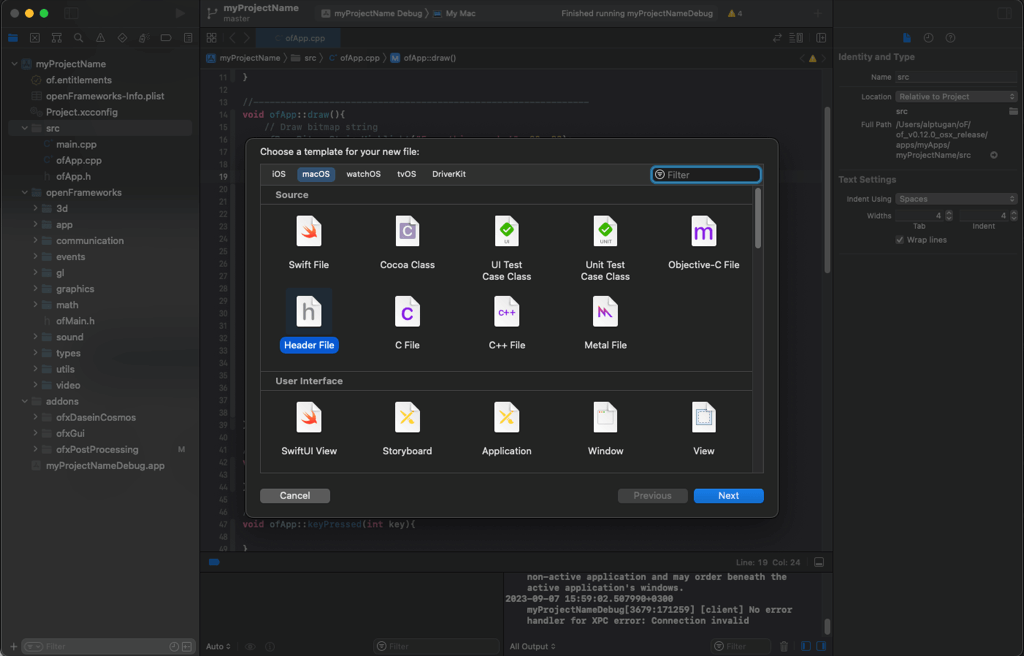 myProjectName
master
myProjectName Debug
My Mac
Finished running myProjectNameDebug
4
ofApp.cpp
myProjectName
src
ofApp.cpp
M
ofApp::draw()
myProjectName
of.entitlements
openFrameworks-Info.plist
Project.xcconfig
src
main.cpp
ofApp.cpp
ofApp.h
openFrameworks
3d
app
communication
events
gl
graphics
math
ofMain.h
sound
types
utils
video
addons
ofxDaseinCosmos
ofxGui
ofxPostProcessing
M
myProjectNameDebug.app
Filter
11 }
12
13 //--------------------------------------------------------------
14 void ofApp::draw(){
15 // Draw bitmap string
Choose a template for your new file:
iOS
macOS
watchOS
tvOS
DriverKit
Filter
Source
Swift File
Cocoa Class
UI Test
Case Class
Unit Test
Case Class
Objective-C File
Header File
C File
C++ File
Metal File
User Interface
SwiftUI View
Storyboard
Application
Window
View
Cancel
Previous
Next
47 void ofApp::keyPressed(int key){
48
49 }
Line: 19 Col: 24
non-active application and may order beneath the
active application's windows.
2023-09-07 15:59:02.507990+0300
myProjectNameDebug[3679:171259] [client] No error
handler for XPC error: Connection invalid
Auto
Filter
All Output
Filter
Identity and Type
Name src
Location Relative to Project
src
Full Path /Users/alptugan/oF/
of_v0.12.0_osx_release/
apps/myApps/
myProjectName/src
Text Settings
Indent Using Spaces
Widths 4 4
Tab Indent
Wrap lines